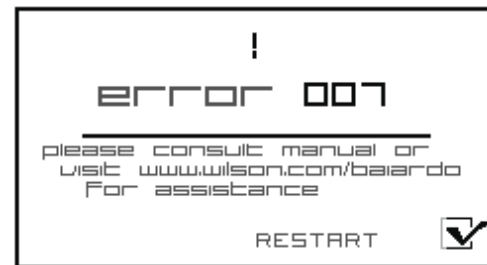 !
error 007
please consult manual or
visit www.wilson.com/baiardo
For assistance
RESTART